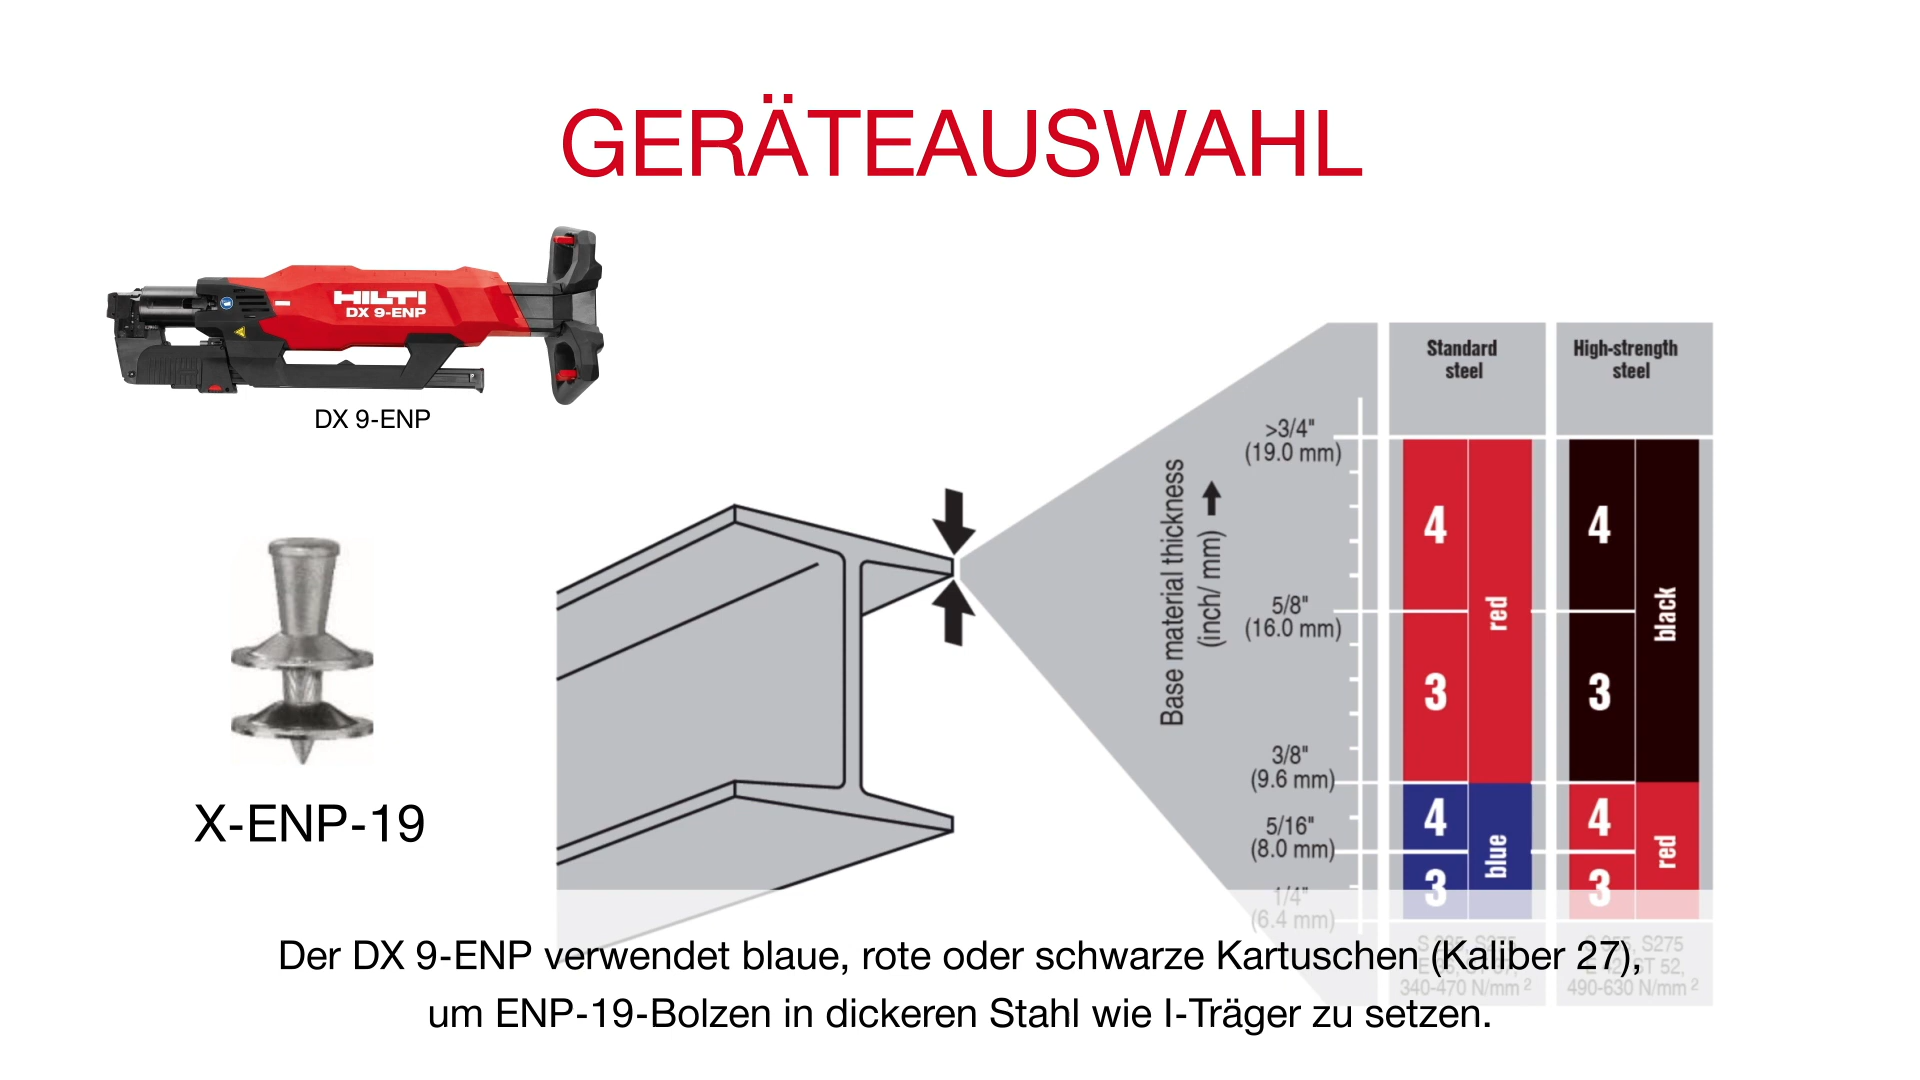 GERÄTEAUSWAHL
HILTI
DX 9-ENP
DX 9-ENP
X-ENP-19
Base material thickness
(inch/ mm)
>3/4"
(19.0 mm)
5/8"
(16.0 mm)
3/8"
(9.6 mm)
5/16"
(8.0 mm)
1/4"
(6.4 mm)
Standard
steel
4
3
red
4
3
blue
340-470 N/mm²
High-strength
steel
4
3
black
4
3
red
S275
ST 52,
490-630 N/mm²
Der DX 9-ENP verwendet blaue, rote oder schwarze Kartuschen (Kaliber 27),
um ENP-19-Bolzen in dickeren Stahl wie I-Träger zu setzen.